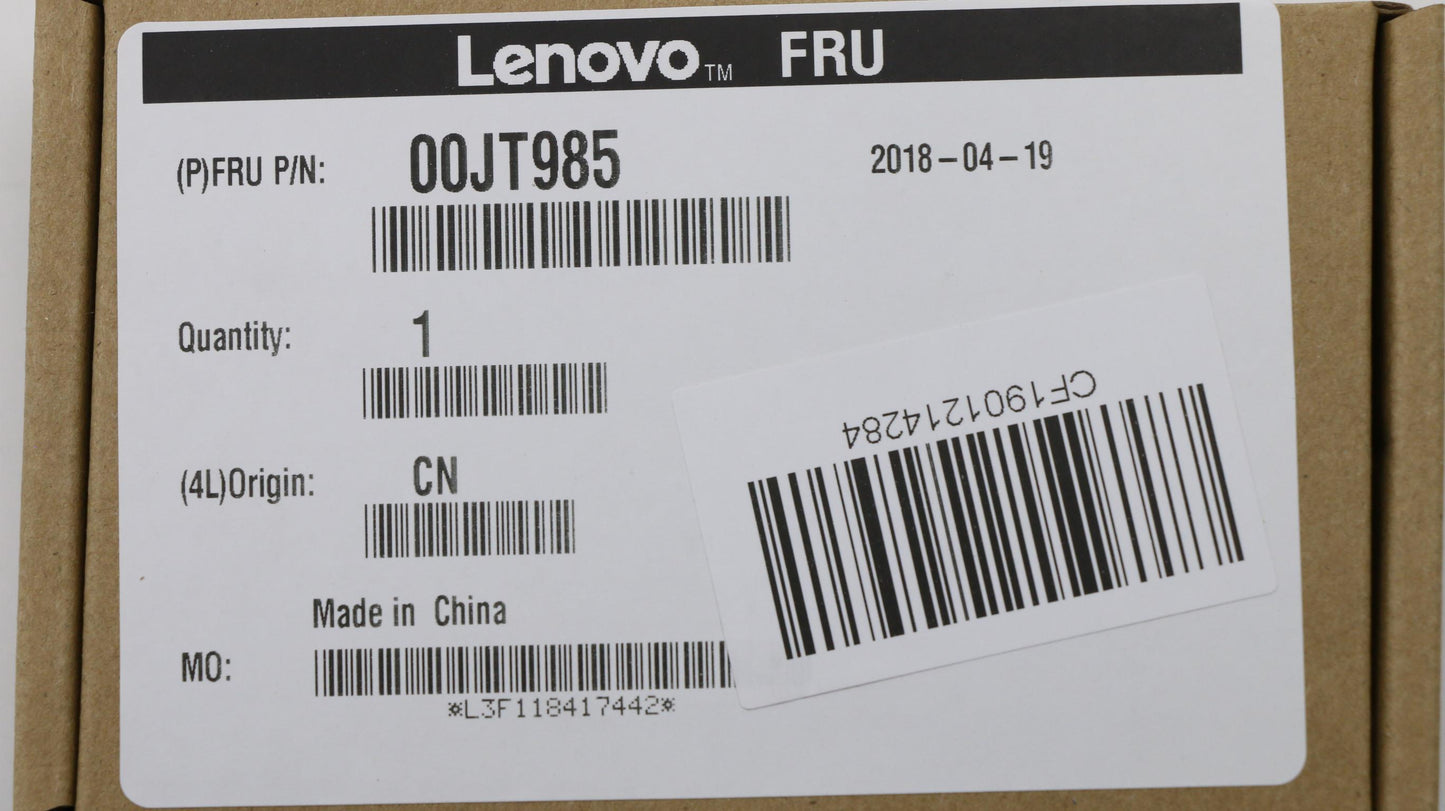 Lenovo™ FRU
(P)FRU P/N: 00JT985 2018-04-19
Quantity: 1
(4L)Origin: CN
Made in China
MO:
*L3F118417442*
CF1901214284